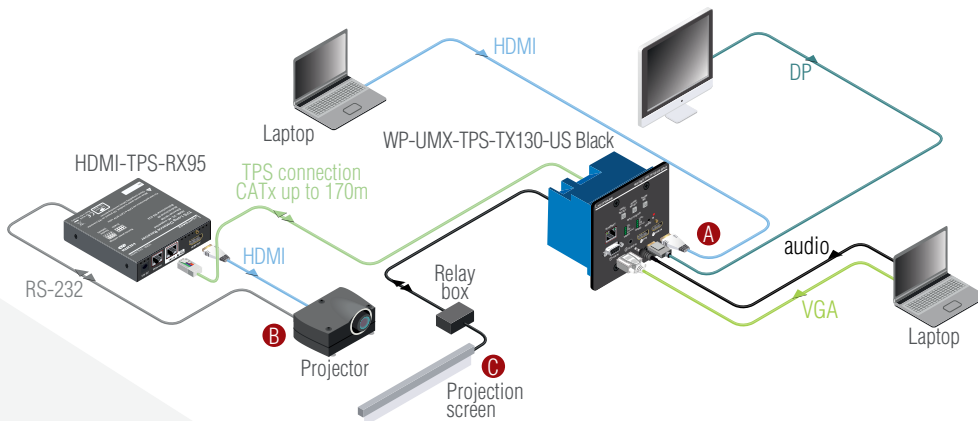 HDMI
DP
Laptop
WP-UMX-TPS-TX130-US Black
HDMI-TPS-RX95
TPS connection
CATx up to 170m
A
audio
HDMI
Relay
box
RS-232
VGA
B
Laptop
Projector
C
Projection
screen